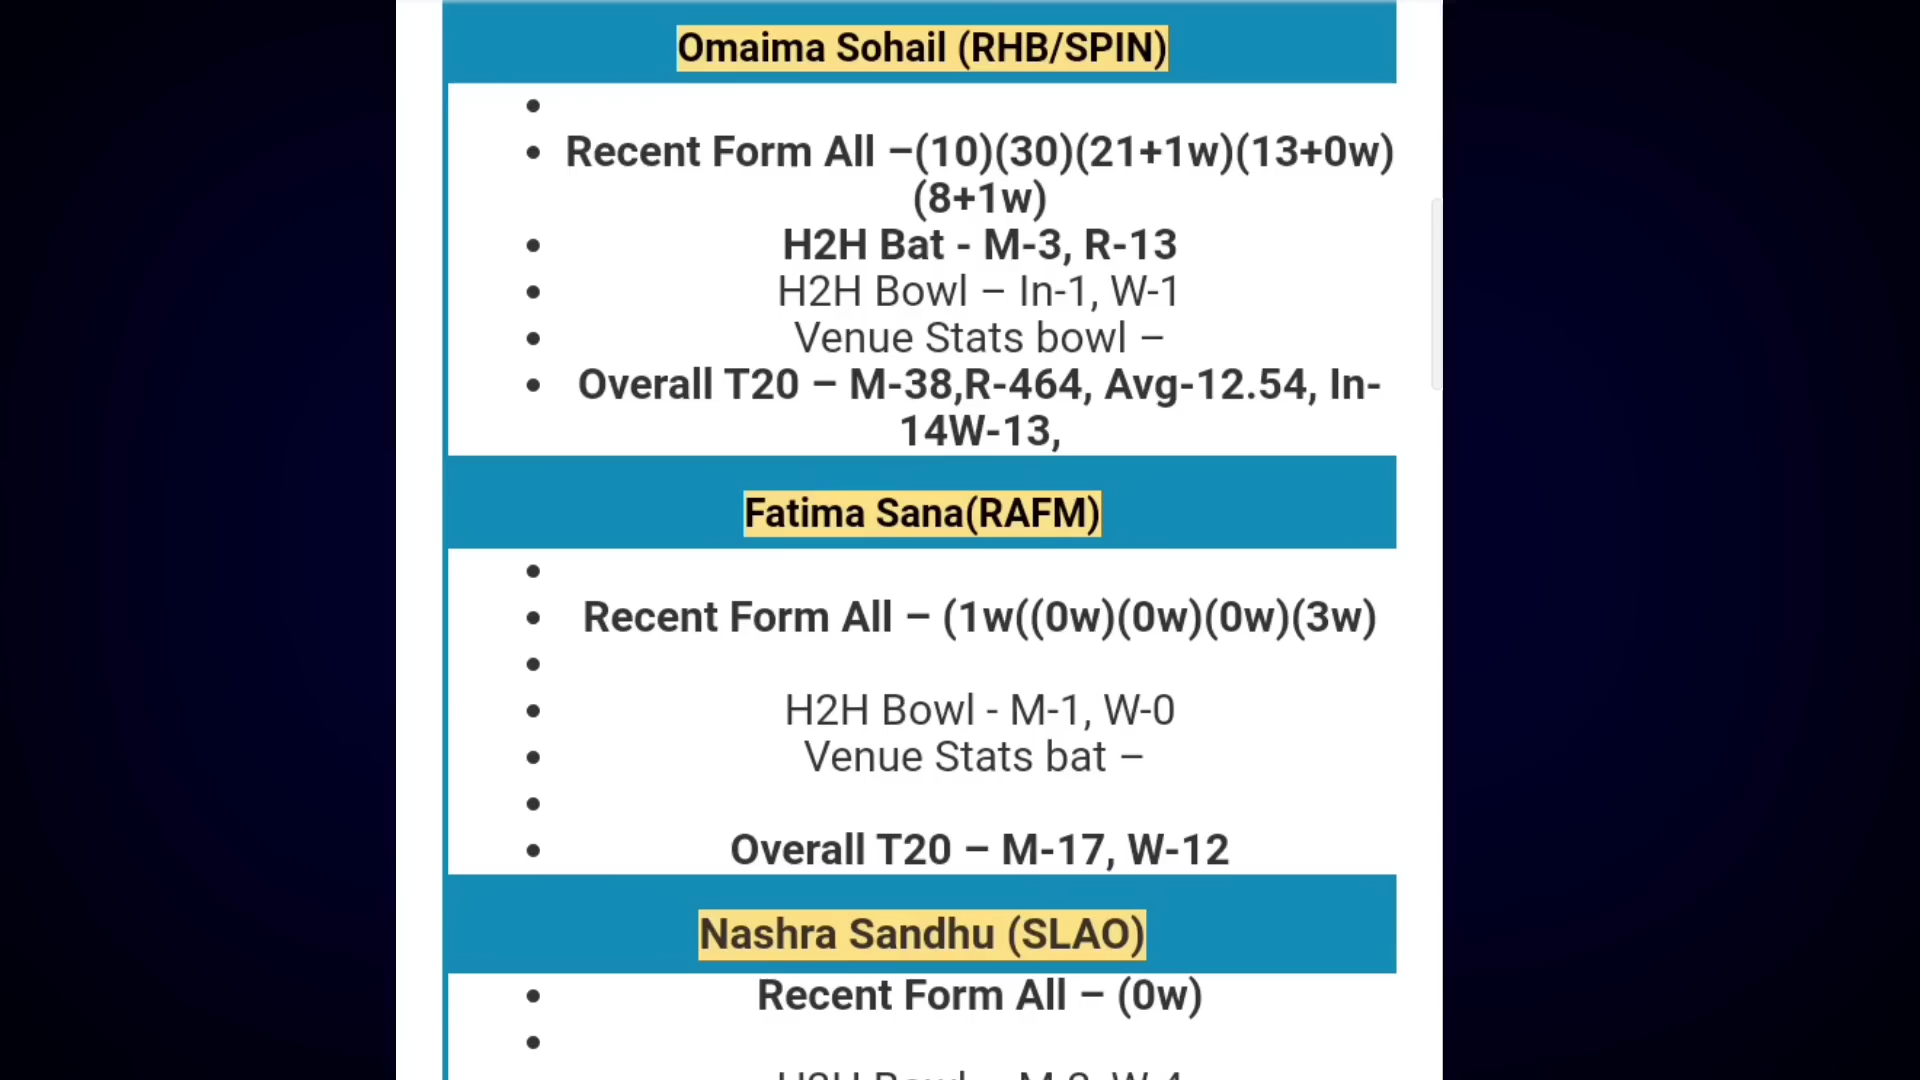 Omaima Sohail (RHB/SPIN)
Recent Form All –(10)(30)(21+1w)(13+0w)
(8+1w)
H2H Bat - M-3, R-13
H2H Bowl – In-1, W-1
Venue Stats bowl –
Overall T20 – M-38,R-464, Avg-12.54, In-
14W-13,
Fatima Sana(RAFM)
Recent Form All – (1w((0w)(0w)(0w)(3w)
H2H Bowl - M-1, W-0
Venue Stats bat –
Overall T20 – M-17, W-12
Nashra Sandhu (SLAO)
Recent Form All – (0w)